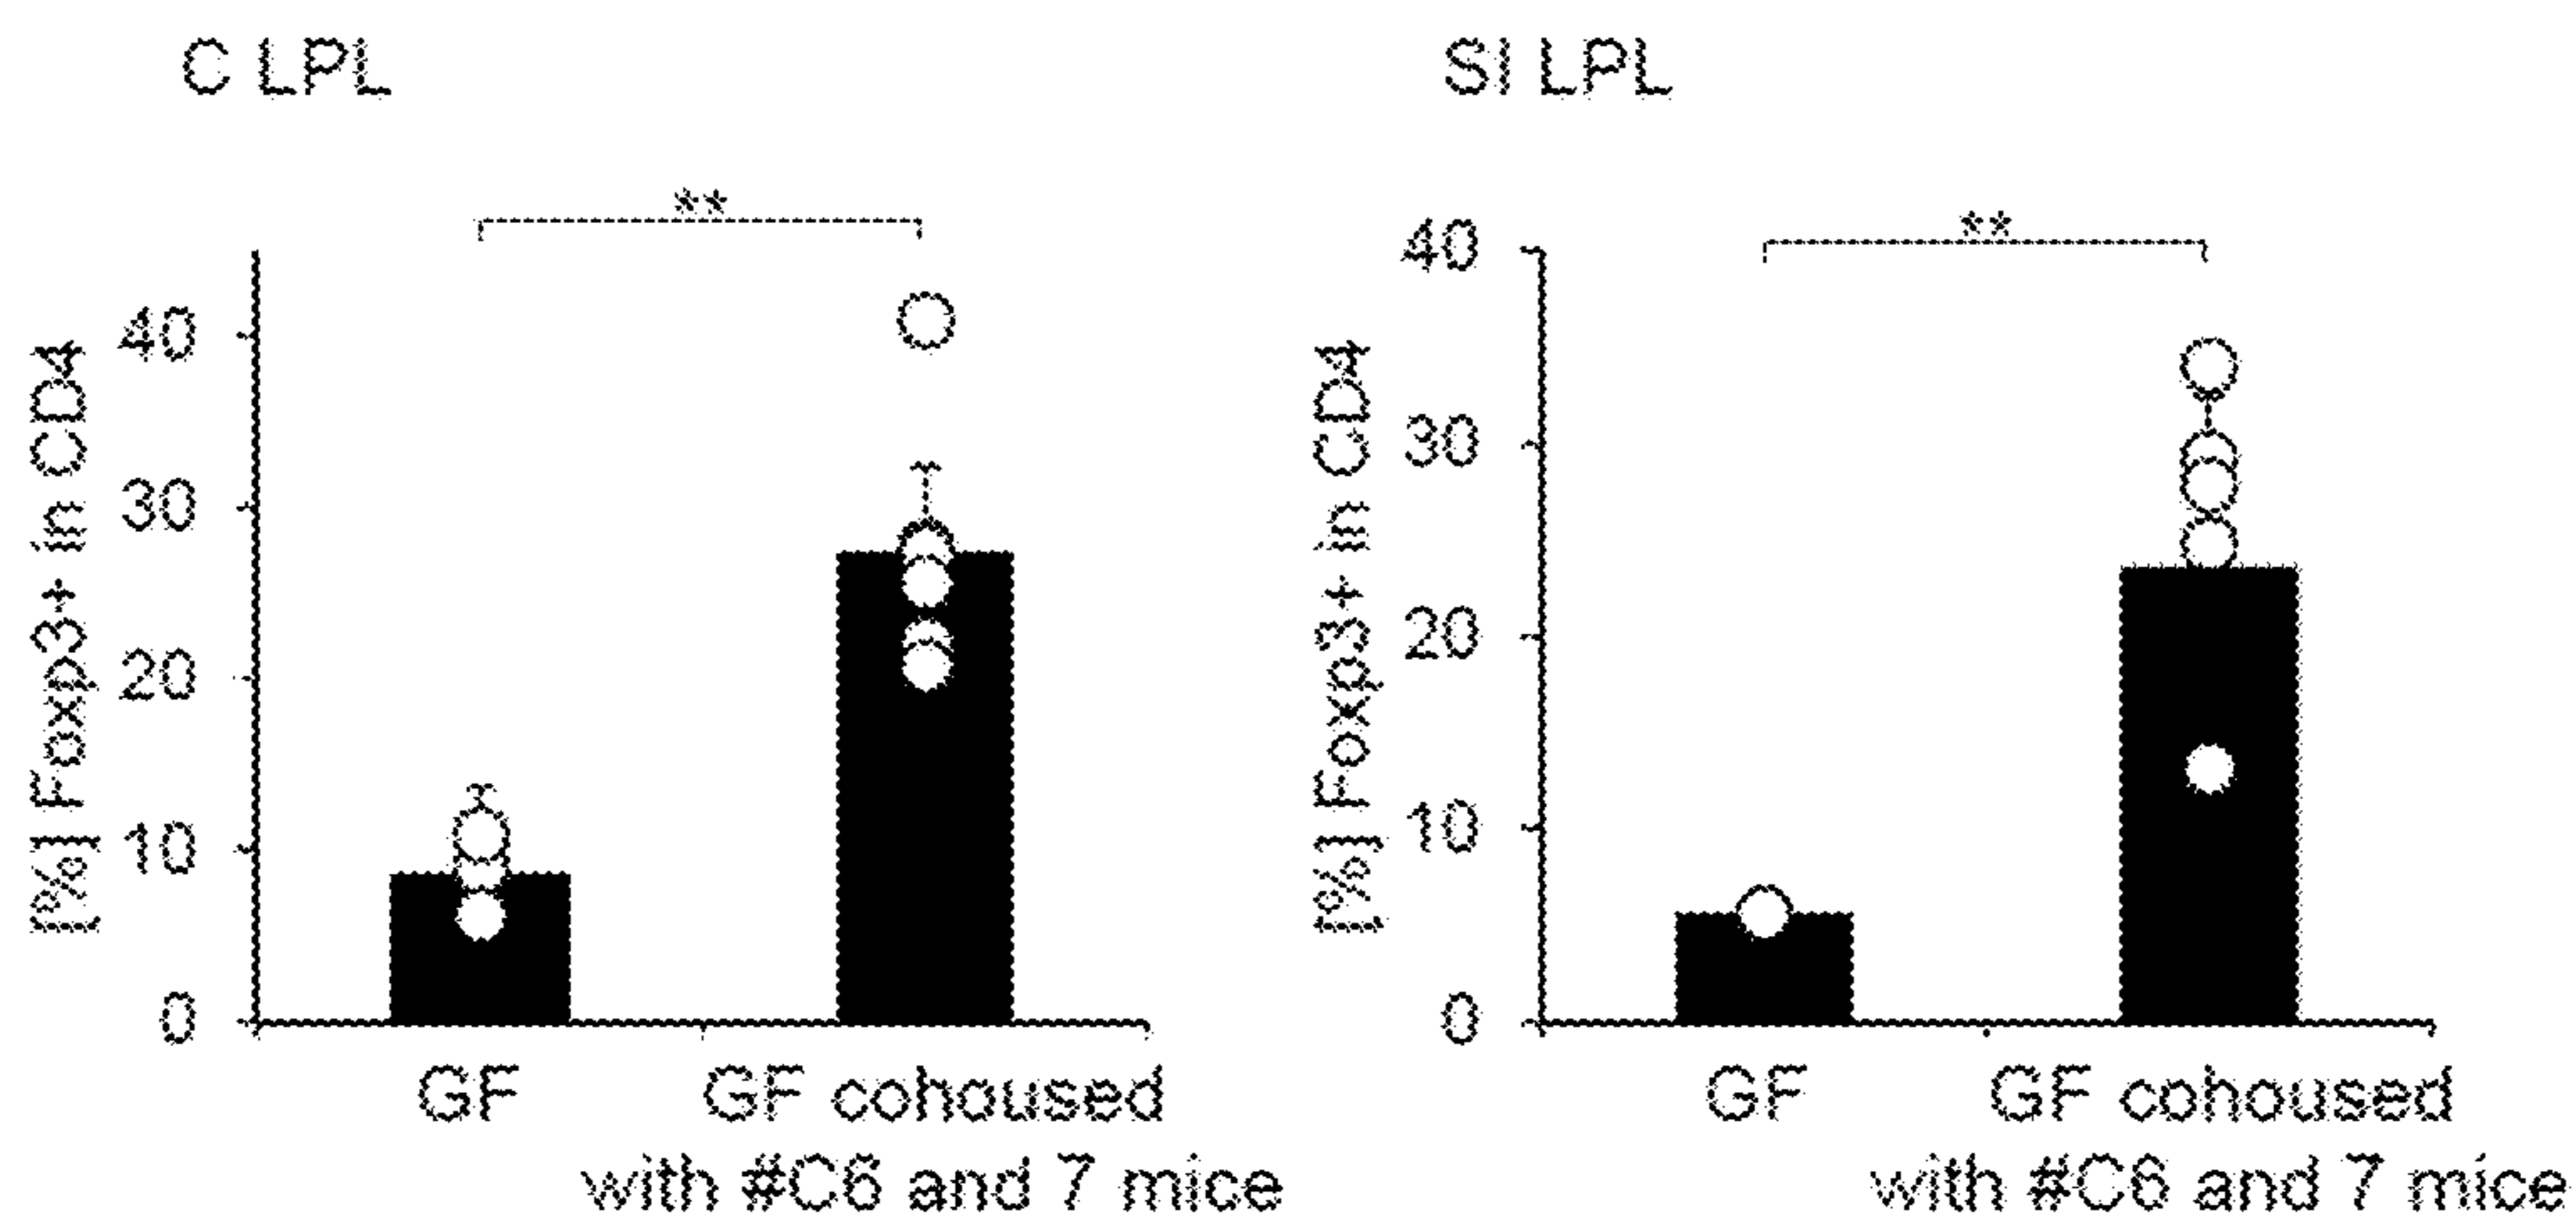 C LPL
**
[%] Foxp3+ in CD4
40
30
20
10
0
GF
GF cohoused
with #C6 and 7 mice
SI LPL
**
[%] Foxp3+ in CD4
40
30
20
10
0
GF
GF cohoused
with #C6 and 7 mice